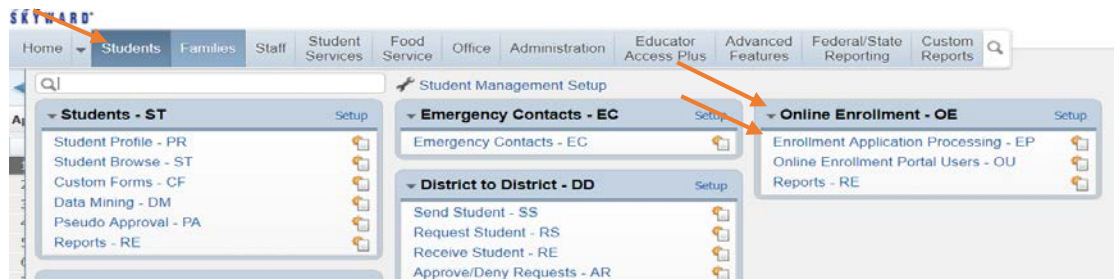 SKYWARD
Home Students Families Staff Student Services Food Service Office Administration Educator Access Plus Advanced Features Federal/State Reporting Custom Reports
Student Management Setup
Students - ST Setup
Student Profile - PR
Student Browse - ST
Custom Forms - CF
Data Mining - DM
Pseudo Approval - PA
Reports - RE
Emergency Contacts - EC Setup
Emergency Contacts - EC
District to District - DD Setup
Send Student - SS
Request Student - RS
Receive Student - RE
Approve/Deny Requests - AR
Online Enrollment - OE Setup
Enrollment Application Processing - EP
Online Enrollment Portal Users - OU
Reports - RE